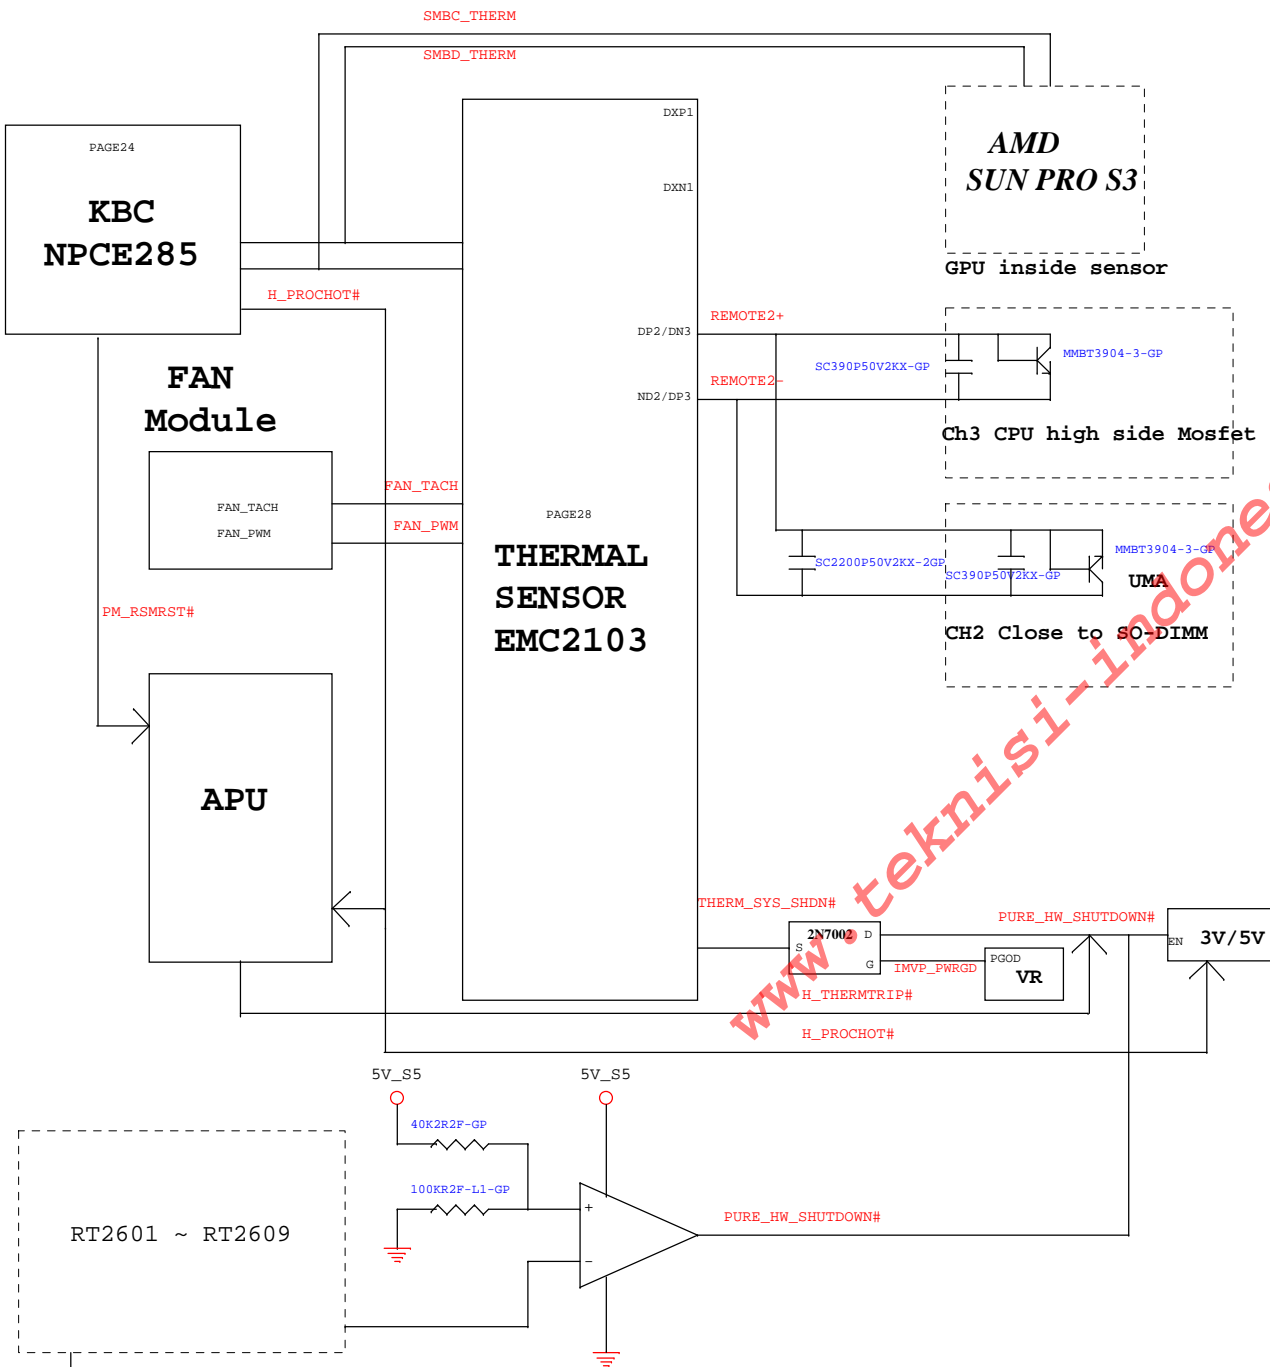 SMBC_THERM
SMBD_THERM
PAGE24
KBC
NPCE285
H_PROCHOT#
DXP1
DXN1
AMD
SUN PRO S3
GPU inside sensor
DP2/DN3
REMOTE2+
SC390P50V2KX-GP
MMBT3904-3-GP
REMOTE2-
ND2/DP3
Ch3 CPU high side Mosfet
FAN
Module
FAN_TACH
FAN_PWM
FAN_TACH
FAN_PWM
PAGE28
THERMAL
SENSOR
EMC2103
SC2200P50V2KX-2GP
SC390P50V2KX-GP
MMBT3904-3-GP
UMA
CH2 Close to SO-DIMM
PM_RSMRST#
APU
THERM_SYS_SHDN#
2N7002
S
D
G
IMVP_PWRGD
PGOD
VR
PURE_HW_SHUTDOWN#
EN
3V/5V
H_THERMTRIP#
H_PROCHOT#
5V_S5
5V_S5
40K2R2F-GP
100KR2F-L1-GP
+
-
PURE_HW_SHUTDOWN#
RT2601 ~ RT2609